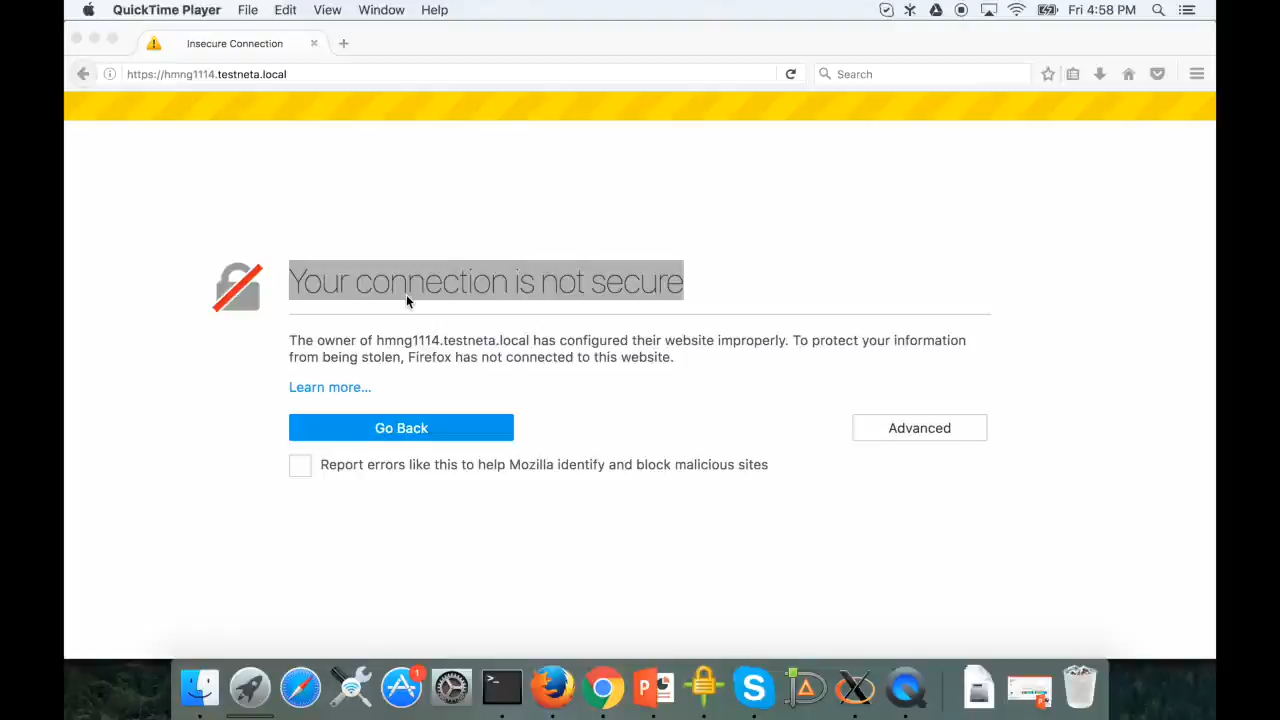 QuickTime Player File Edit View Window Help Fri 4:58 PM
Insecure Connection
https://hmng1114.testneta.local Search
Your connection is not secure
The owner of hmng1114.testneta.local has configured their website improperly. To protect your information
from being stolen, Firefox has not connected to this website.
Learn more...
Go Back Advanced
Report errors like this to help Mozilla identify and block malicious sites
1